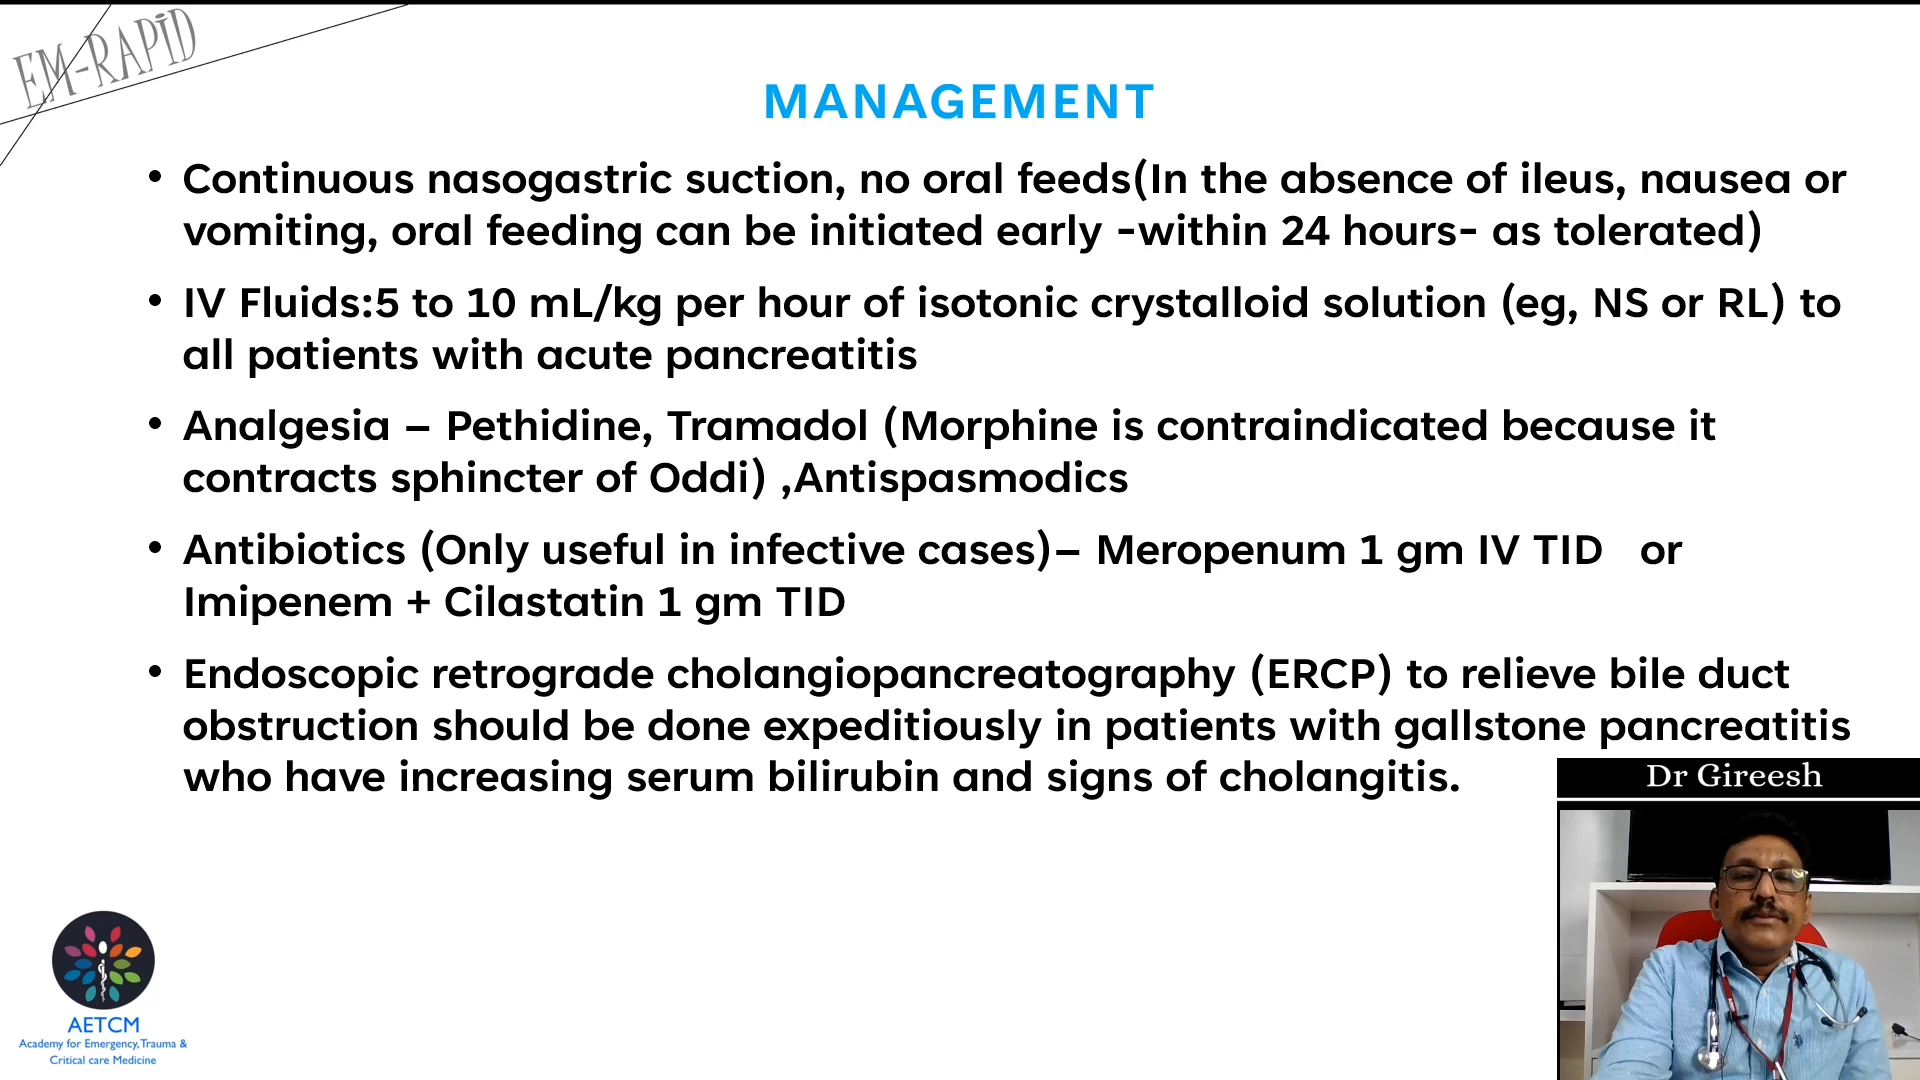 EM-RAPiD
MANAGEMENT
• Continuous nasogastric suction, no oral feeds(In the absence of ileus, nausea or
vomiting, oral feeding can be initiated early -within 24 hours- as tolerated)
• IV Fluids:5 to 10 mL/kg per hour of isotonic crystalloid solution (eg, NS or RL) to
all patients with acute pancreatitis
• Analgesia – Pethidine, Tramadol (Morphine is contraindicated because it
contracts sphincter of Oddi) ,Antispasmodics
• Antibiotics (Only useful in infective cases)– Meropenum 1 gm IV TID or
Imipenem + Cilastatin 1 gm TID
• Endoscopic retrograde cholangiopancreatography (ERCP) to relieve bile duct
obstruction should be done expeditiously in patients with gallstone pancreatitis
who have increasing serum bilirubin and signs of cholangitis.
Dr Gireesh
AETCM
Academy for Emergency,Trauma &
Critical care Medicine